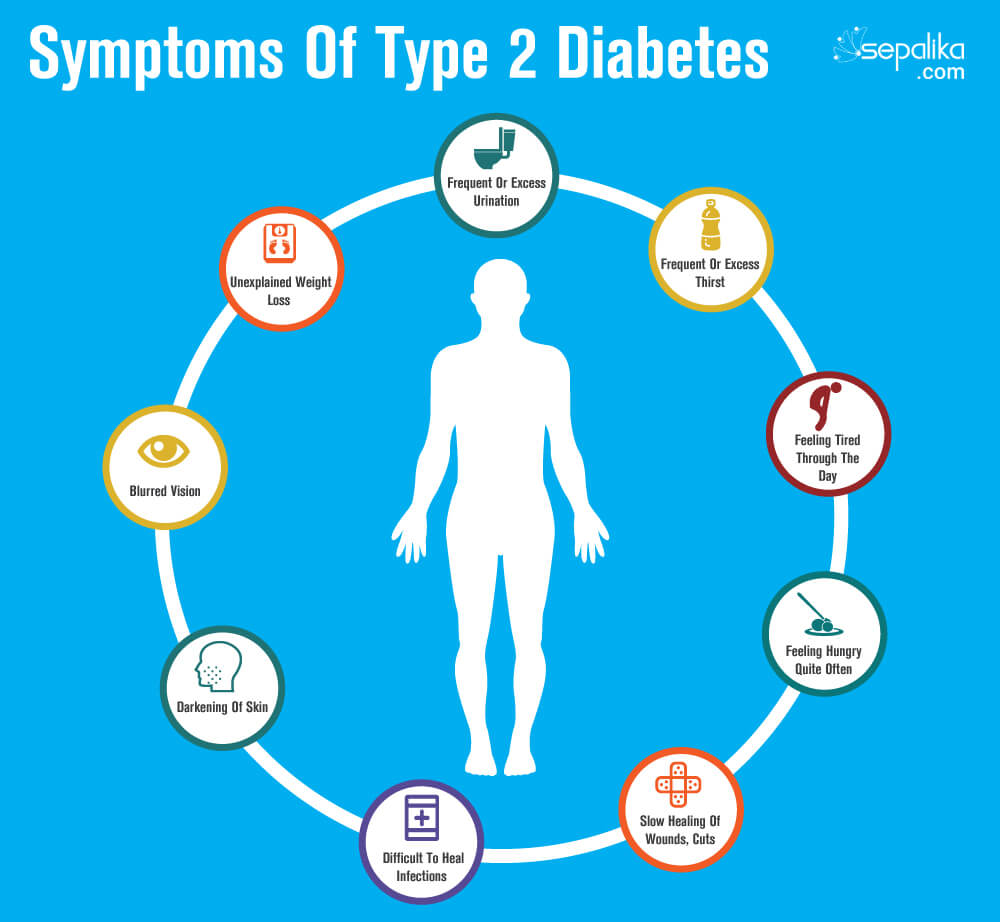 Symptoms Of Type 2 Diabetes
sepalika
.com
Frequent Or Excess
Urination
Frequent Or Excess
Thirst
Feeling Tired
Through The
Day
Feeling Hungry
Quite Often
Slow Healing Of
Wounds, Cuts
Difficult To Heal
Infections
Darkening Of Skin
Blurred Vision
Unexplained Weight
Loss